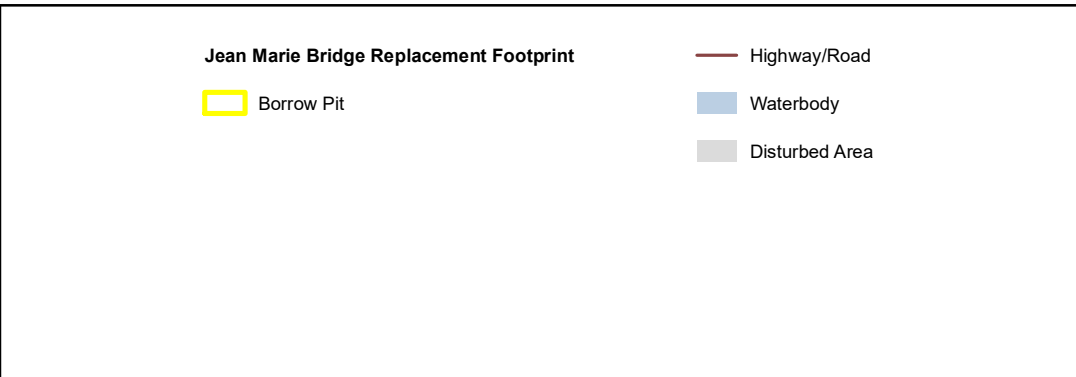 Jean Marie Bridge Replacement Footprint
Borrow Pit
Highway/Road
Waterbody
Disturbed Area